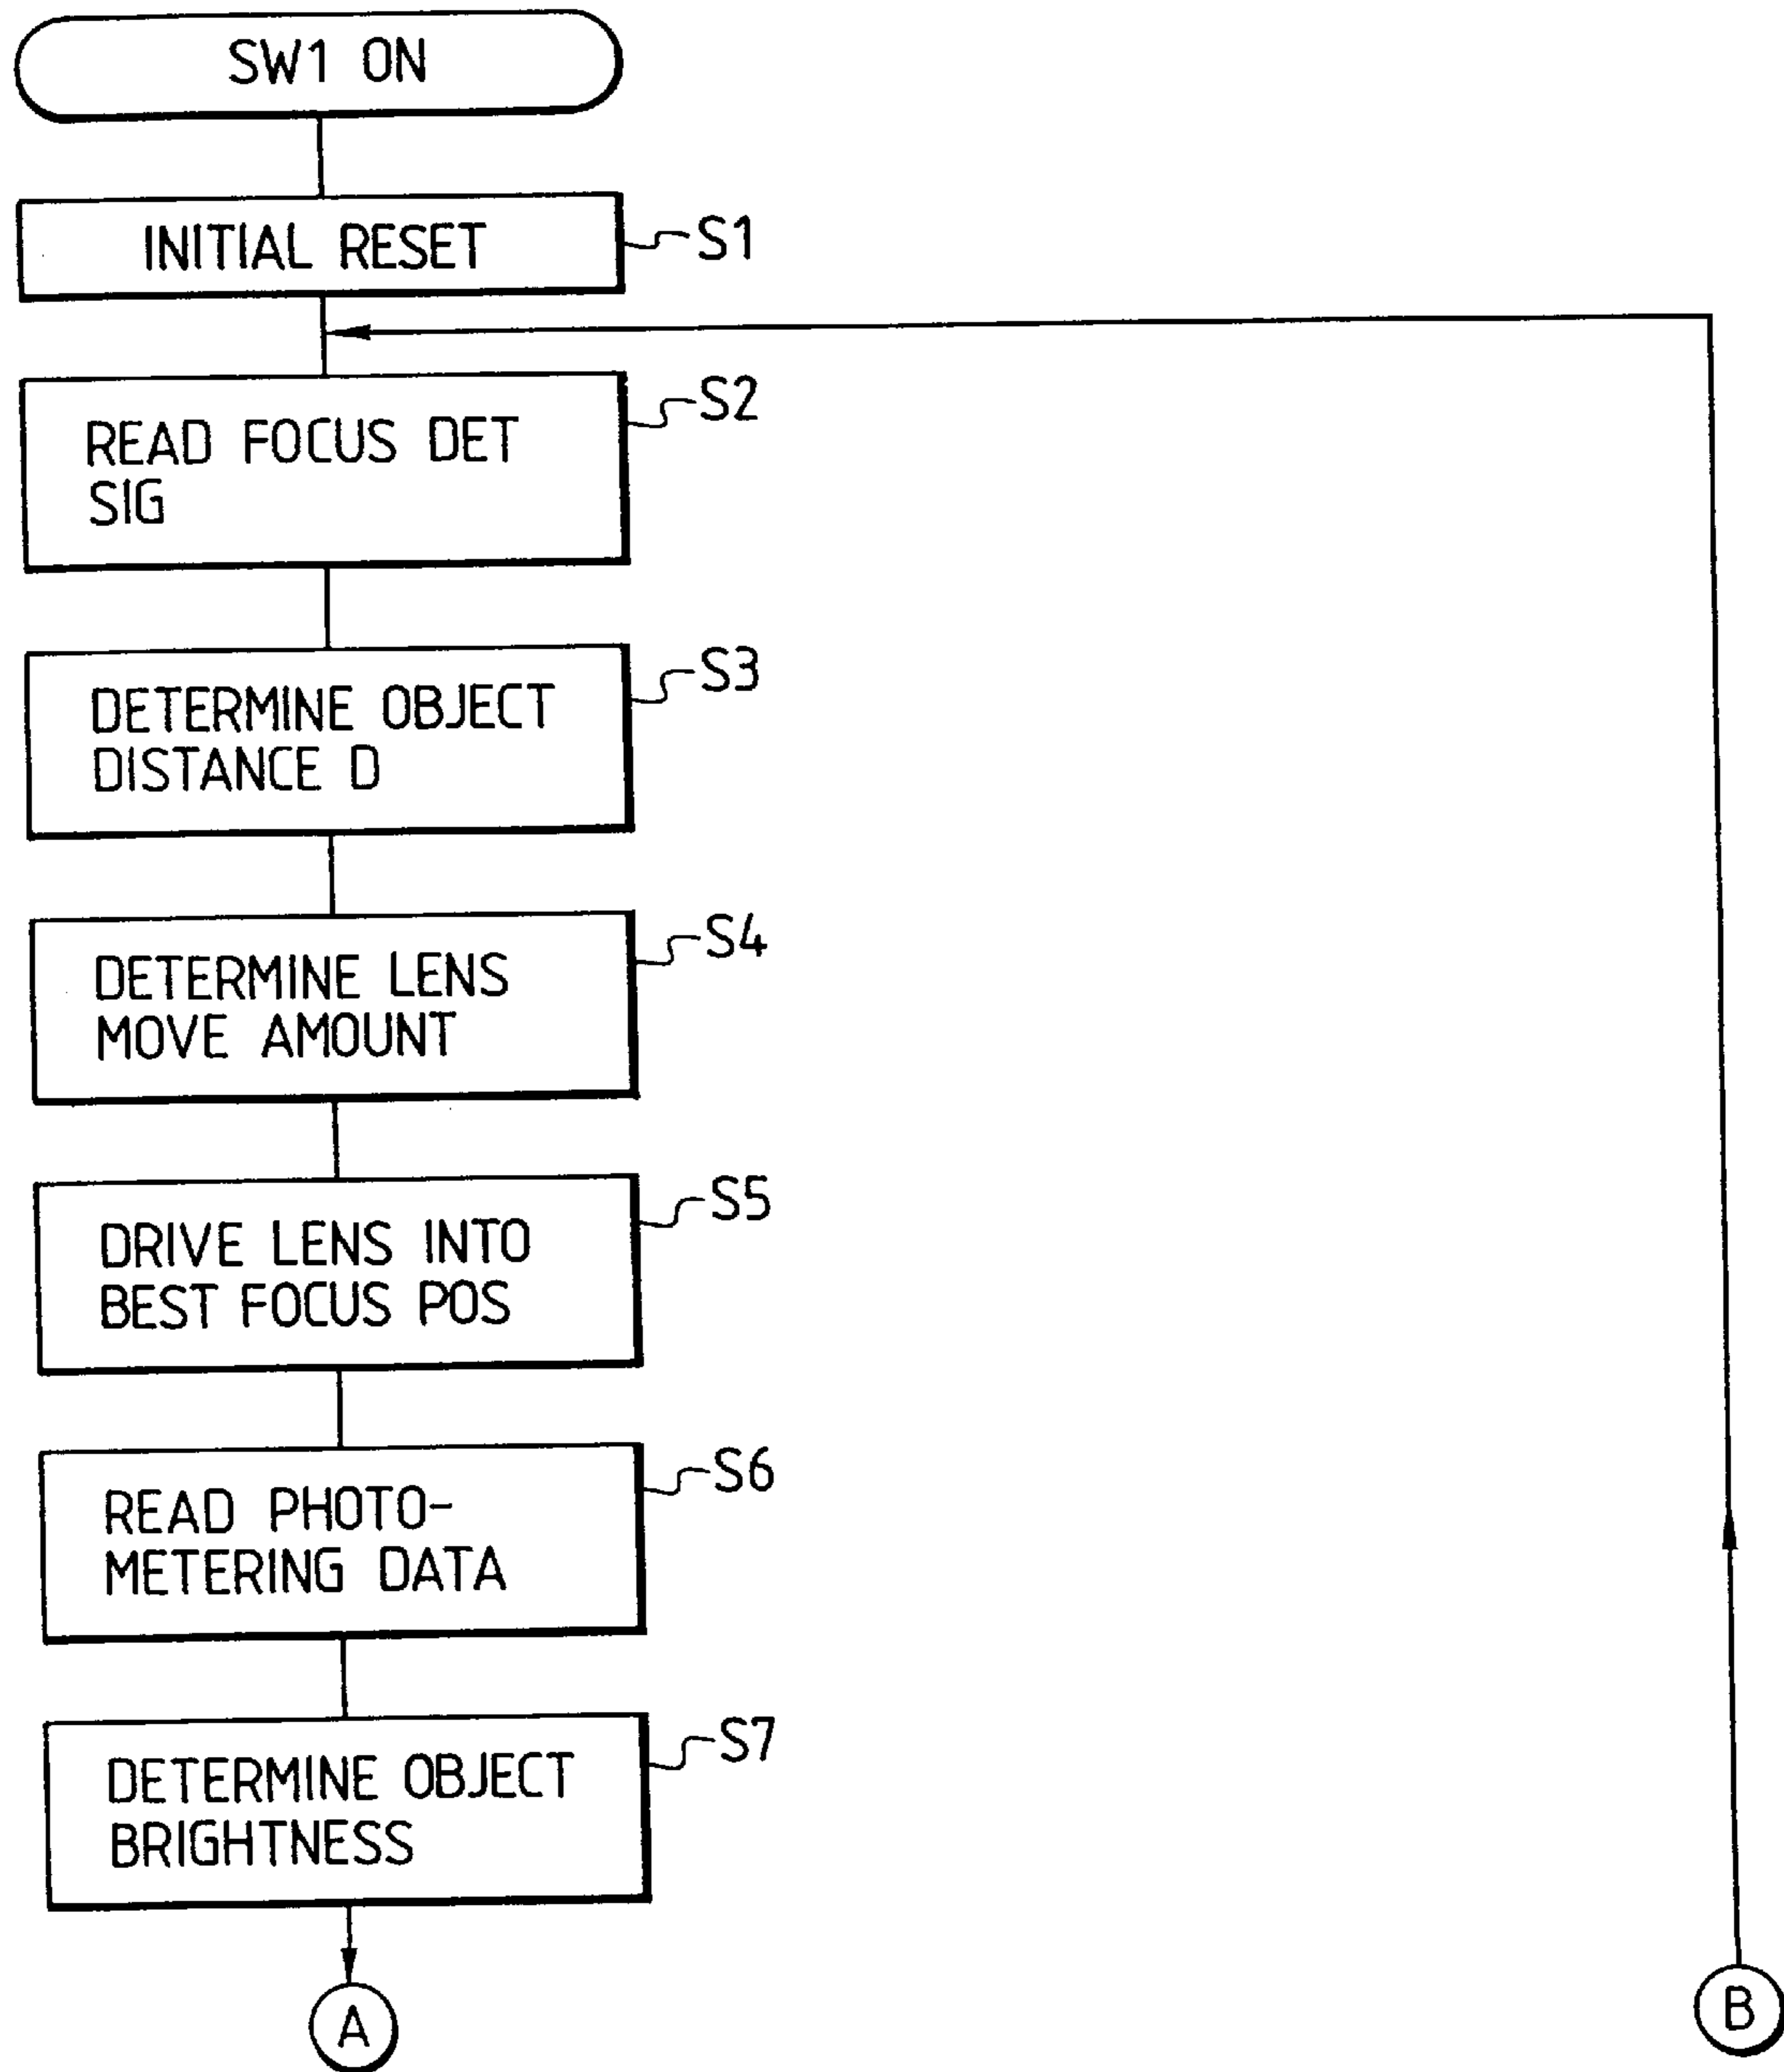 SW1 ON
INITIAL RESET
S1
READ FOCUS DET
SIG
S2
DETERMINE OBJECT
DISTANCE D
S3
DETERMINE LENS
MOVE AMOUNT
S4
DRIVE LENS INTO
BEST FOCUS POS
S5
READ PHOTO-
METERING DATA
S6
DETERMINE OBJECT
BRIGHTNESS
S7
A
B